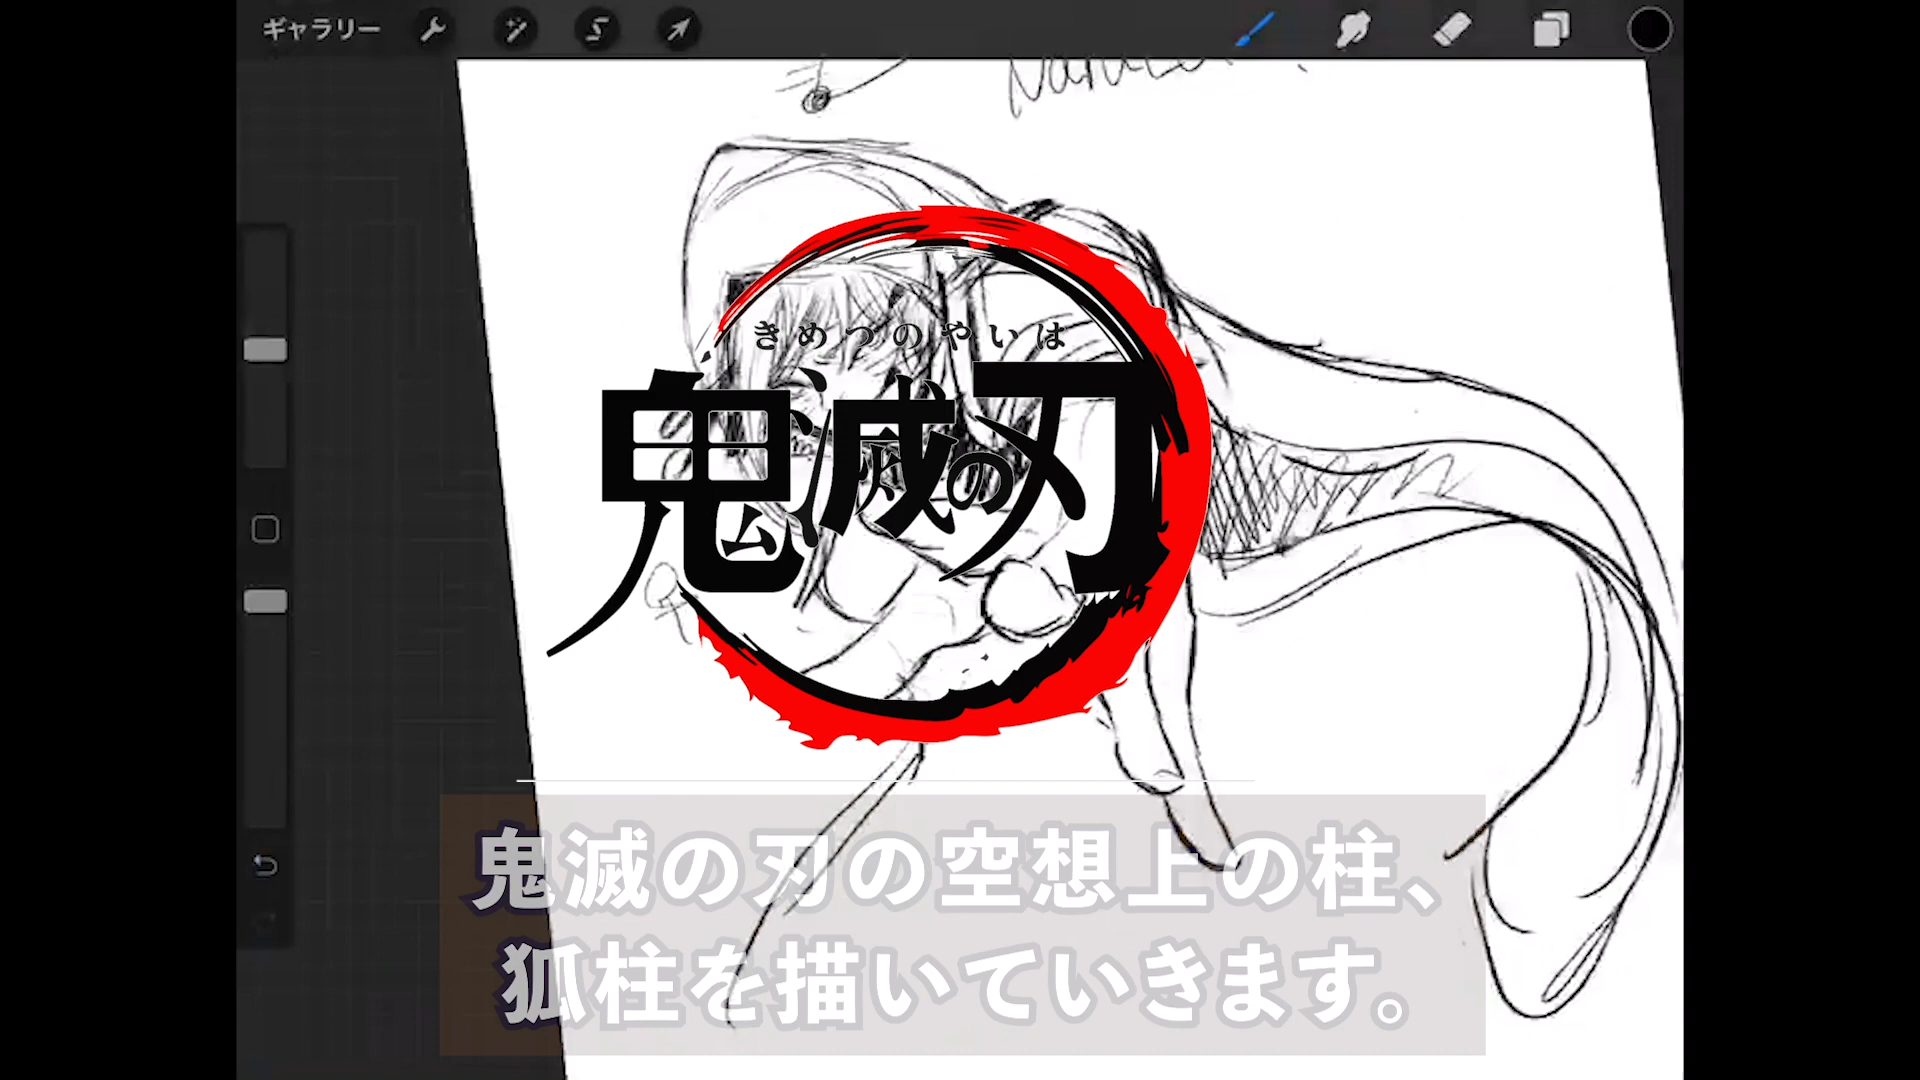 ギャラリー
きめつのやいば
鬼滅の刃
鬼滅の刃の空想上の柱、
狐柱を描いていきます。